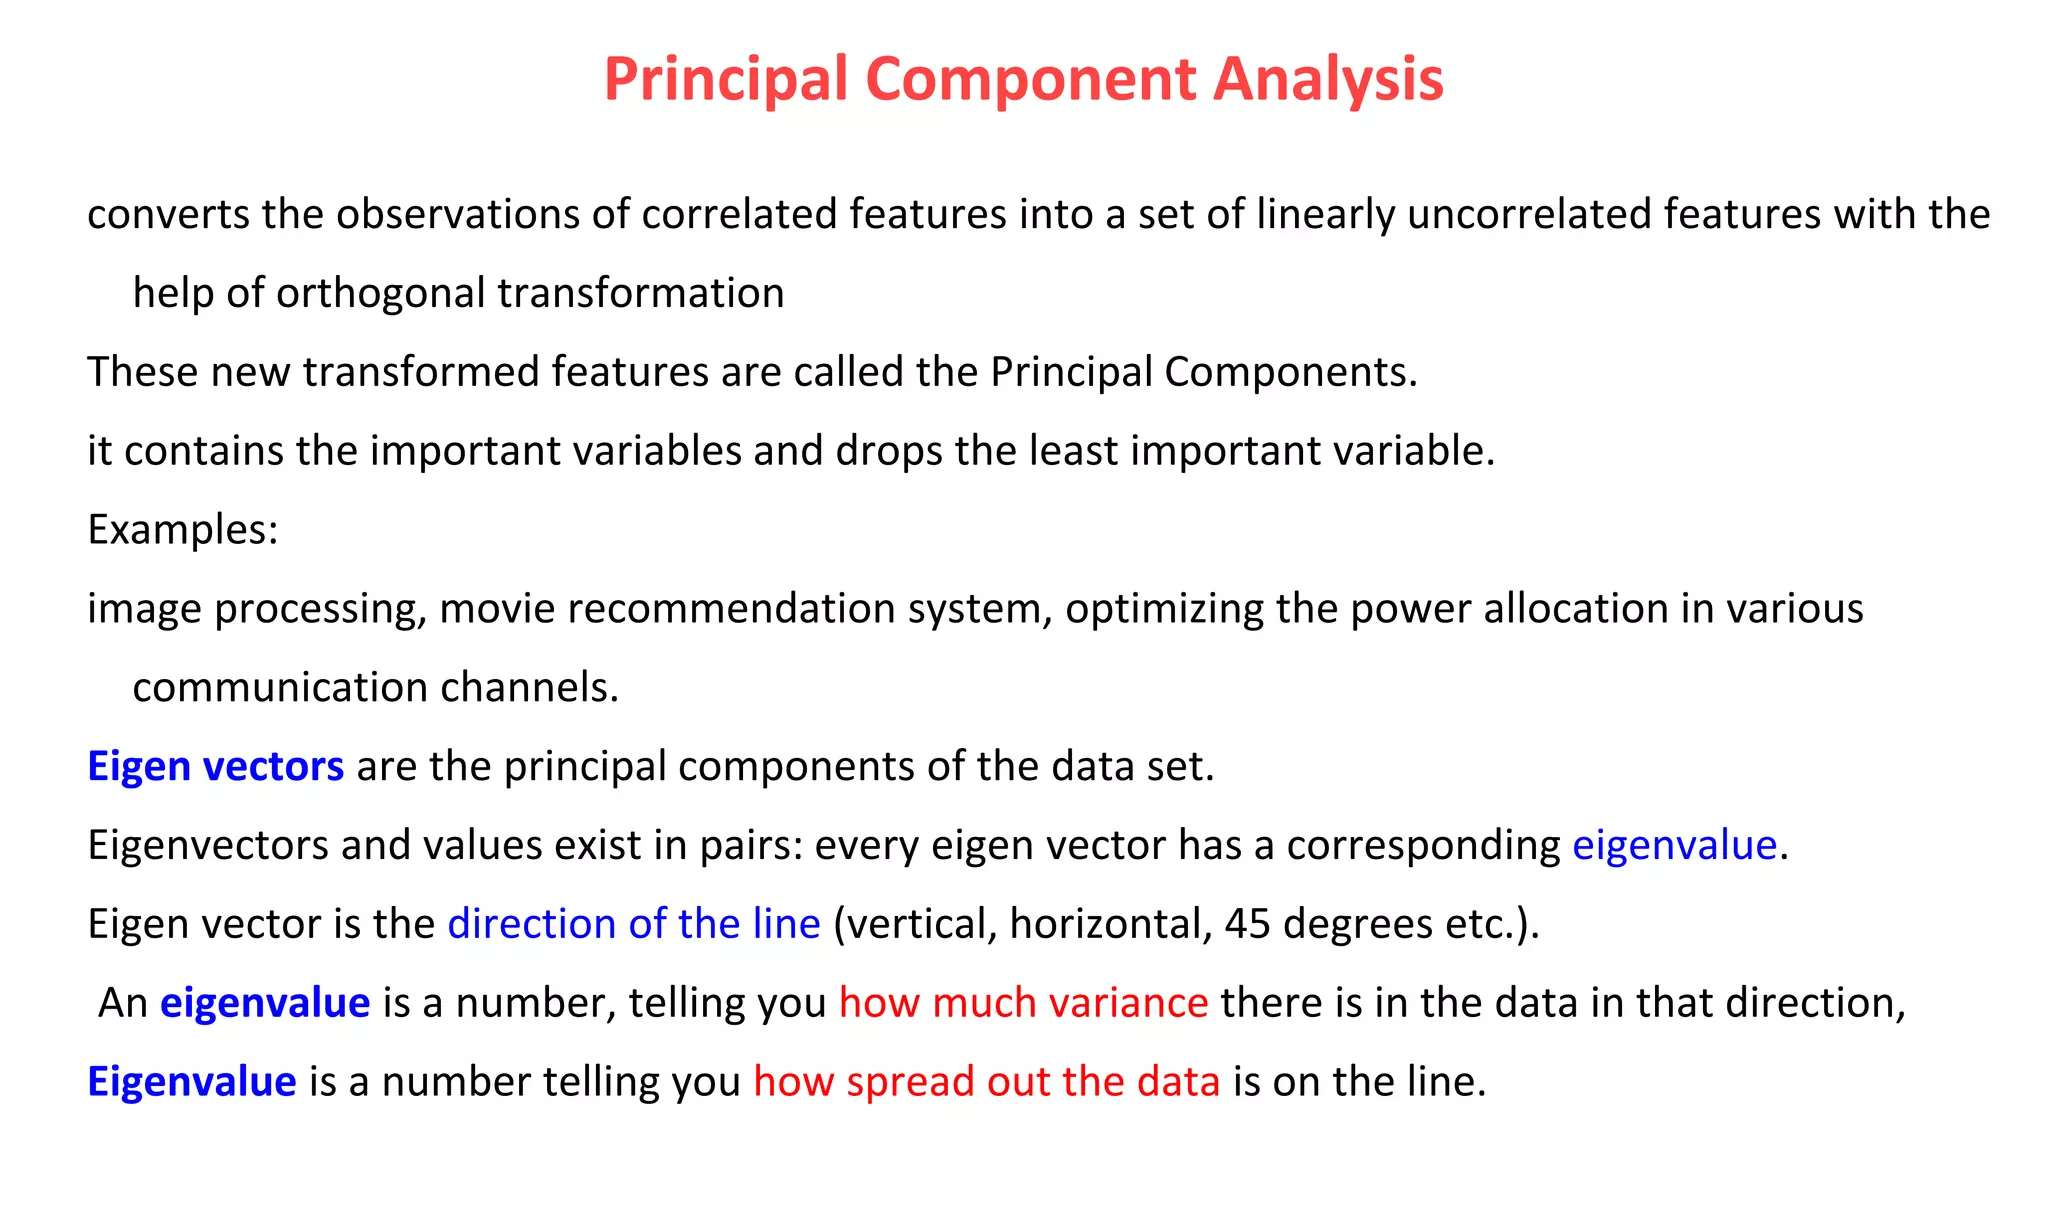 Principal Component Analysis
converts the observations of correlated features into a set of linearly uncorrelated features with the
help of orthogonal transformation
These new transformed features are called the Principal Components.
it contains the important variables and drops the least important variable.
Examples:
image processing, movie recommendation system, optimizing the power allocation in various
communication channels.
Eigen vectors are the principal components of the data set.
Eigenvectors and values exist in pairs: every eigen vector has a corresponding eigenvalue.
Eigen vector is the direction of the line (vertical, horizontal, 45 degrees etc.).
An eigenvalue is a number, telling you how much variance there is in the data in that direction,
Eigenvalue is a number telling you how spread out the data is on the line.